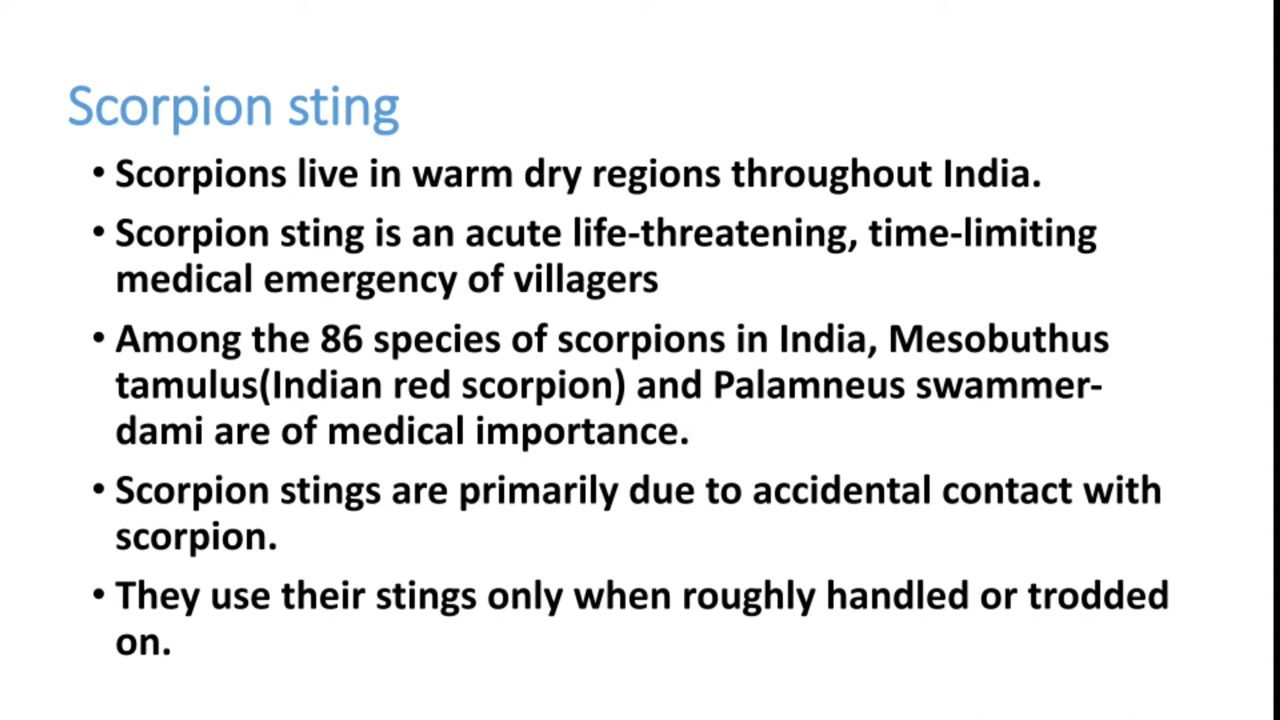 Scorpion sting
• Scorpions live in warm dry regions throughout India.
• Scorpion sting is an acute life-threatening, time-limiting
medical emergency of villagers
• Among the 86 species of scorpions in India, Mesobuthus
tamulus(Indian red scorpion) and Palamneus swammer-
dami are of medical importance.
• Scorpion stings are primarily due to accidental contact with
scorpion.
• They use their stings only when roughly handled or trodded
on.